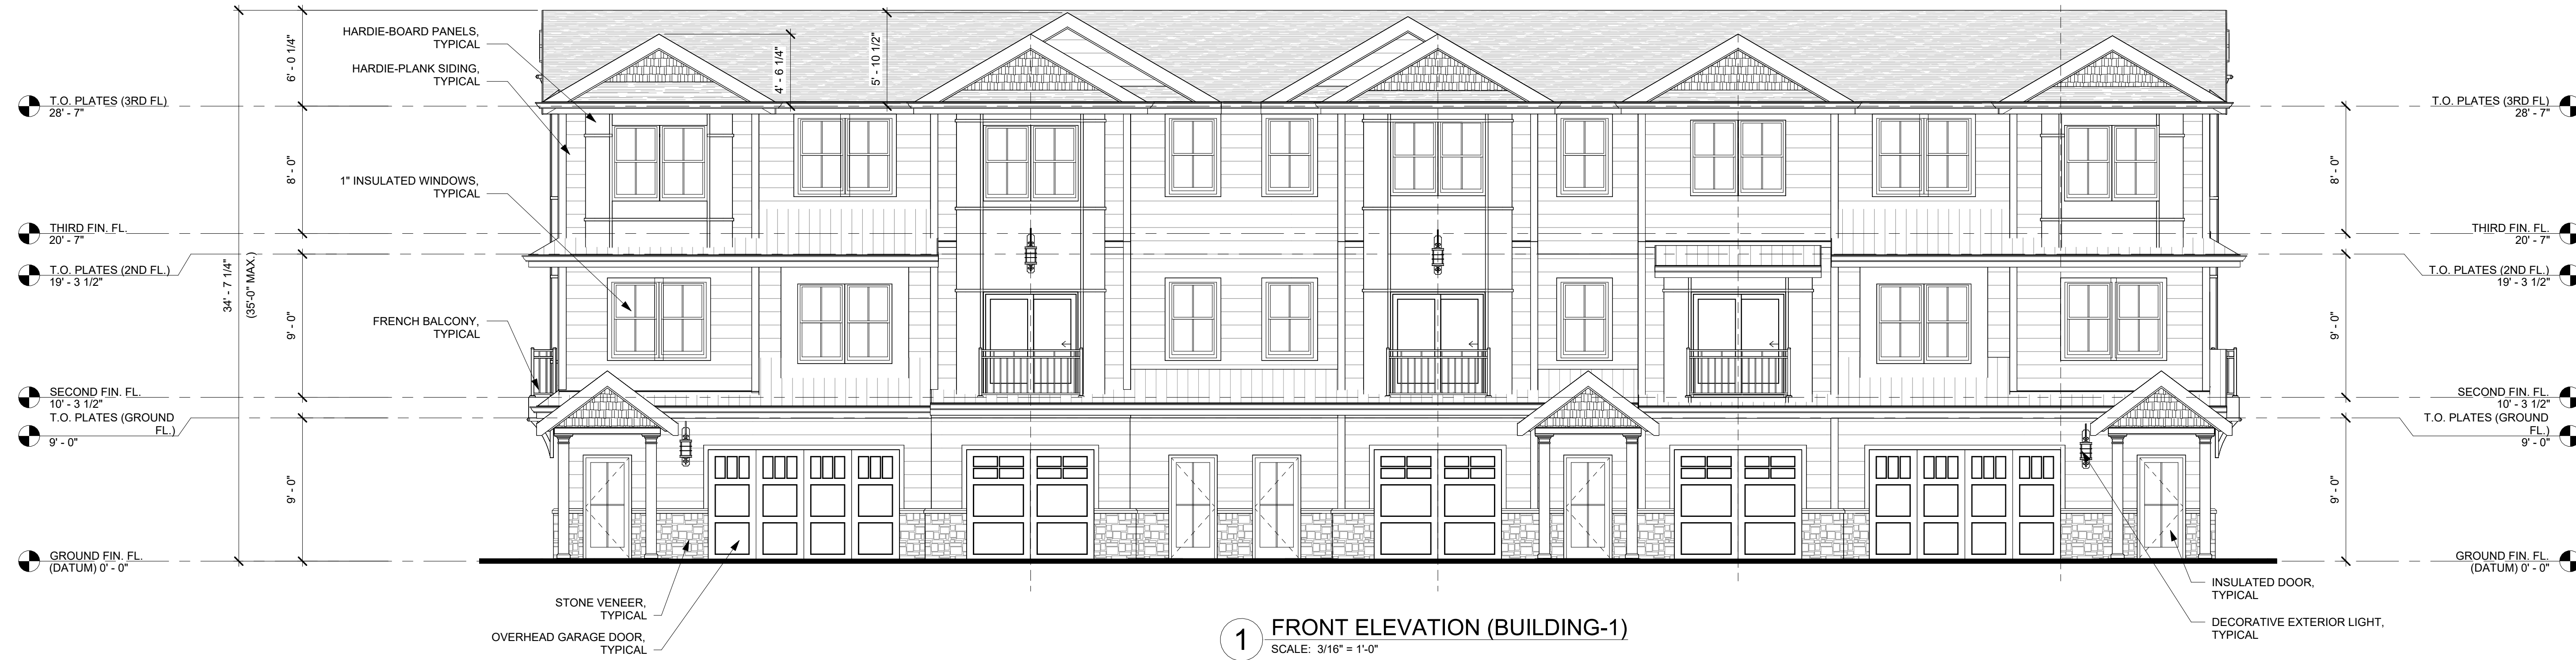 HARDIE-BOARD PANELS,
TYPICAL
HARDIE-PLANK SIDING,
TYPICAL
1" INSULATED WINDOWS,
TYPICAL
FRENCH BALCONY,
TYPICAL
T.O. PLATES (3RD FL)
28' - 7"
THIRD FIN. FL.
20' - 7"
T.O. PLATES (2ND FL.)
19' - 3 1/2"
SECOND FIN. FL.
10' - 3 1/2"
T.O. PLATES (GROUND
FL.)
9' - 0"
GROUND FIN. FL.
(DATUM) 0' - 0"
34' - 7 1/4"
(35'-0" MAX.)
6' - 0 1/4"
8' - 0"
9' - 0"
9' - 0"
4' - 6 1/4"
5' - 10 1/2"
T.O. PLATES (3RD FL)
28' - 7"
THIRD FIN. FL.
20' - 7"
T.O. PLATES (2ND FL.)
19' - 3 1/2"
SECOND FIN. FL.
10' - 3 1/2"
T.O. PLATES (GROUND
FL.)
9' - 0"
GROUND FIN. FL.
(DATUM) 0' - 0"
8' - 0"
9' - 0"
9' - 0"
STONE VENEER,
TYPICAL
OVERHEAD GARAGE DOOR,
TYPICAL
INSULATED DOOR,
TYPICAL
DECORATIVE EXTERIOR LIGHT,
TYPICAL
1
FRONT ELEVATION (BUILDING-1)
SCALE: 3/16" = 1'-0"